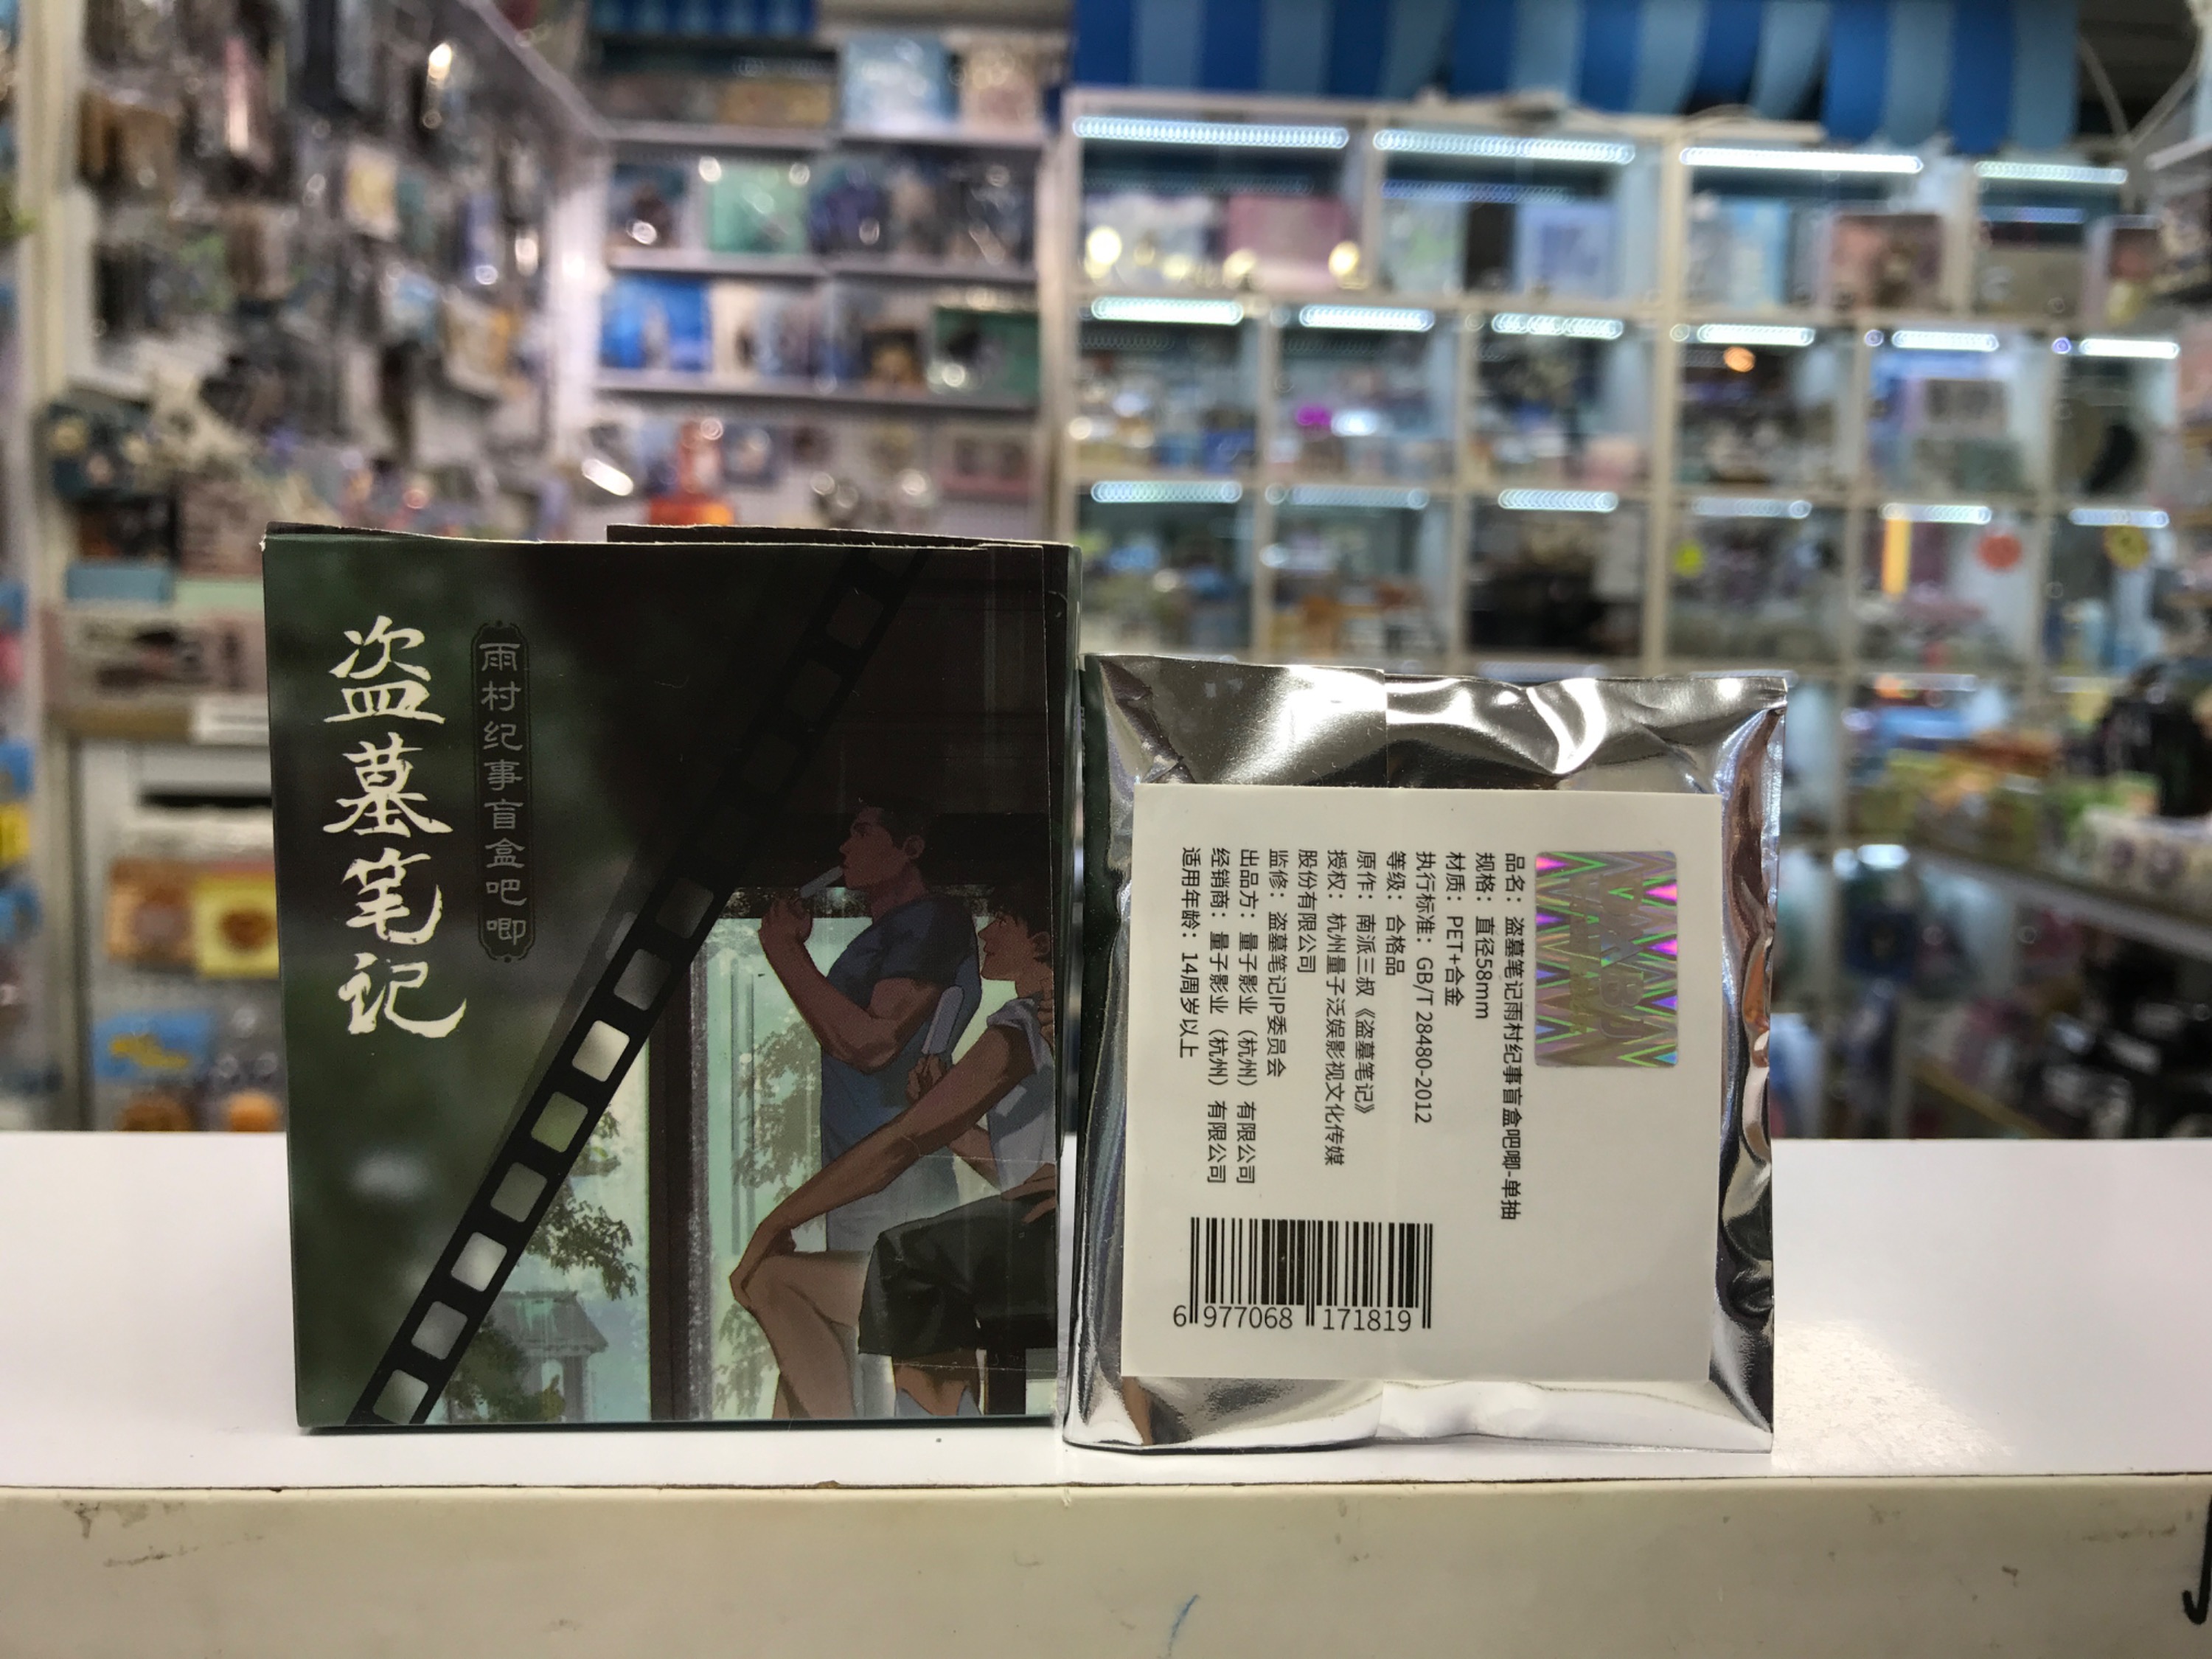 盗墓笔记
雨村纪事盲盒吧唧
品名：盗墓笔记雨村纪事盲盒吧唧-单抽
规格：直径58mm
材质：PET+合金
执行标准：GB/T 28480-2012
等级：合格品
原作：南派三叔《盗墓笔记》
授权：杭州量子泛娱影视文化传媒
股份有限公司
监修：盗墓笔记IP委员会
出品方：量子影业（杭州）有限公司
经销商：量子影业（杭州）有限公司
适用年龄：14周岁以上
6 977068 171819